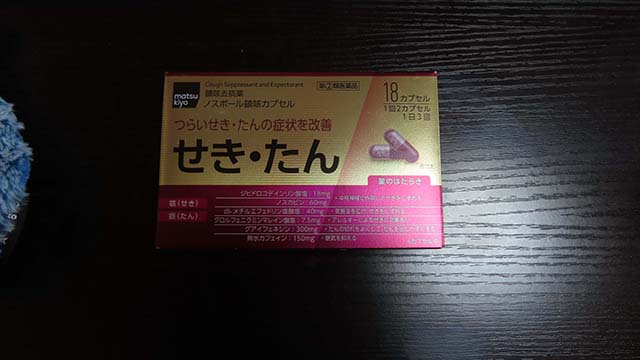 matsu
kiyo
Cough Suppressant and Expectorant
鎮咳去痰薬
ノスポール鎮咳カプセル
指定第②類医薬品
18カプセル
1回2カプセル
1日3回
つらいせき・たんの症状を改善
せき・たん
薬のはたらき
咳(せき)
痰(たん)
ジヒドロコデインリン酸塩:18mg
ノスカピン:60mg
dl-メチルエフェドリン塩酸塩:40mg
クロルフェニラミンマレイン酸塩:7.5mg
グアイフェネシン:300mg
無水カフェイン:150mg